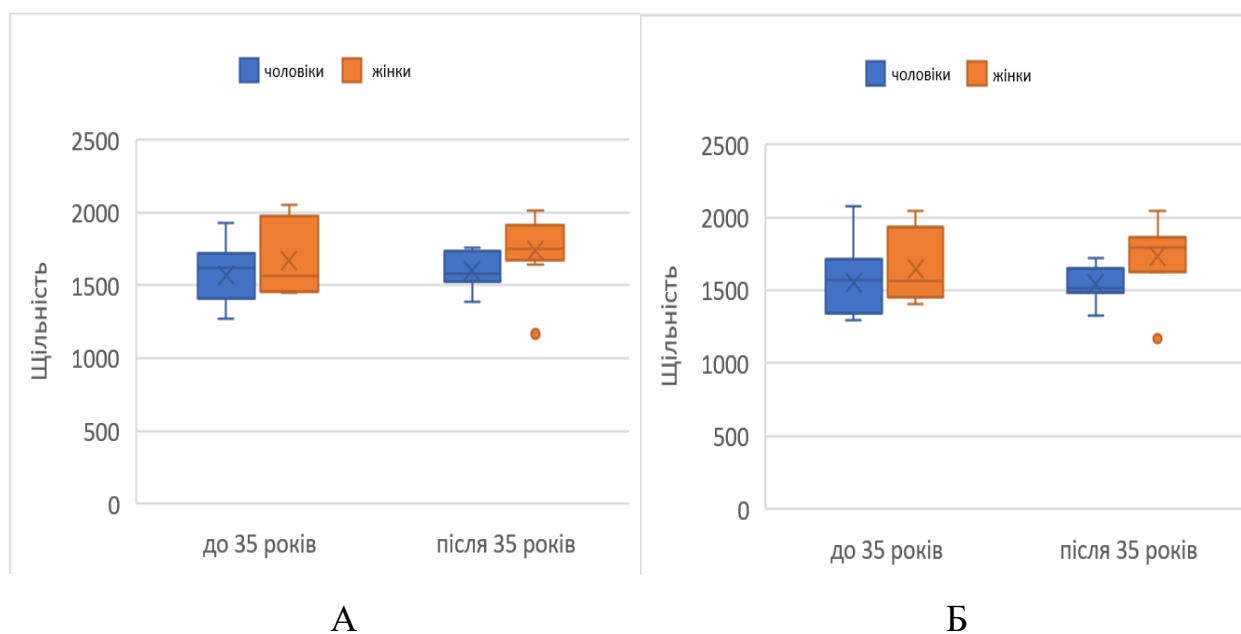 чоловіки жінки
Щільність
2500
2000
1500
1000
500
0
до 35 років після 35 років
А
чоловіки жінки
Щільність
2500
2000
1500
1000
500
0
до 35 років після 35 років
Б